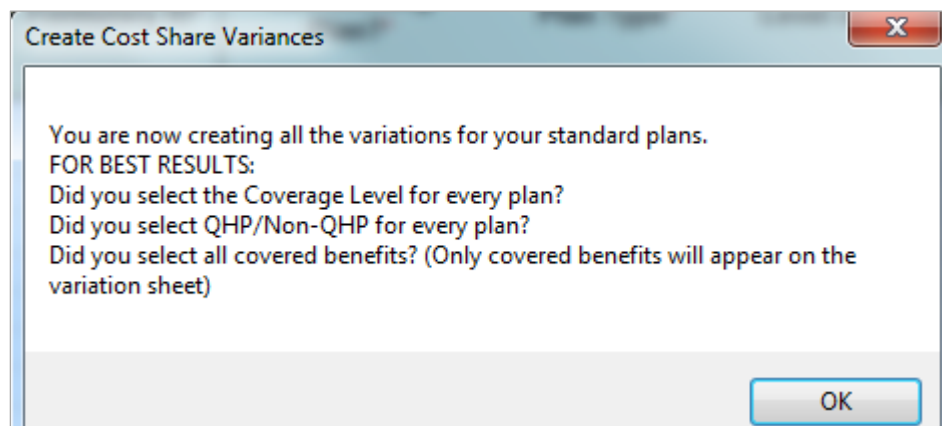 Plan Type
Create Cost Share Variances
You are now creating all the variations for your standard plans.
FOR BEST RESULTS:
Did you select the Coverage Level for every plan?
Did you select QHP/Non-QHP for every plan?
Did you select all covered benefits? (Only covered benefits will appear on the
variation sheet)
OK